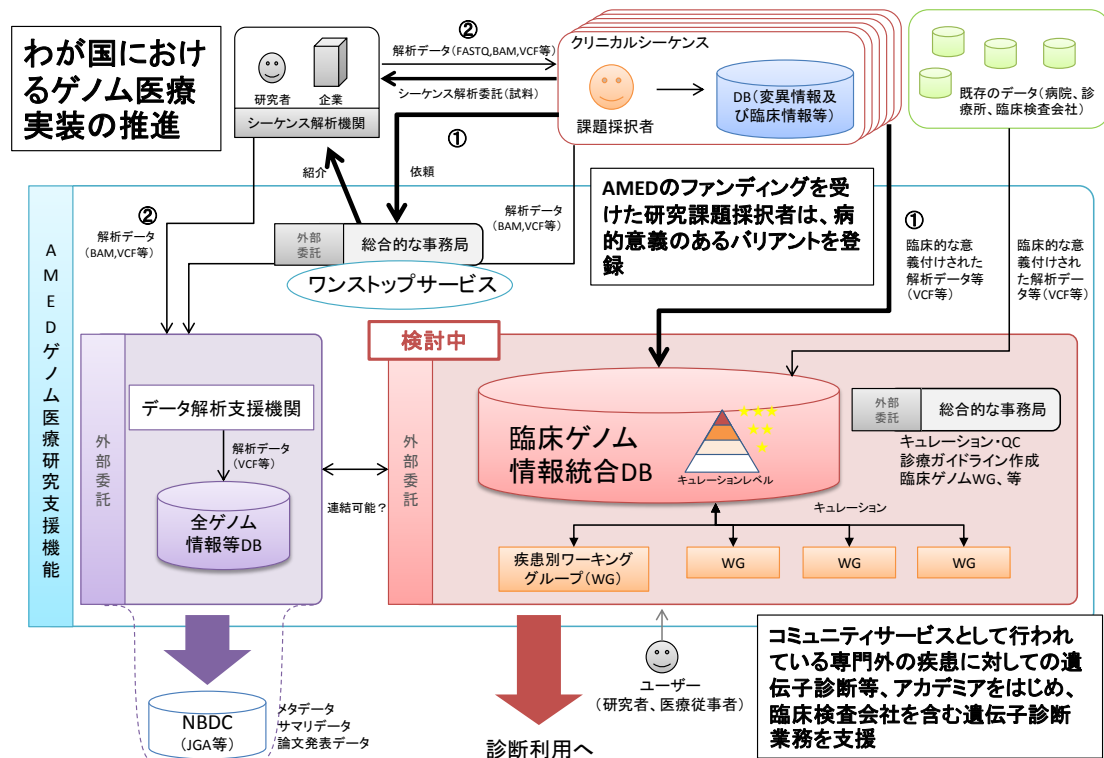 わが国におけ
るゲノム医療
実装の推進
研究者
企業
シーケンス解析機関
②
解析データ(FASTQ,BAM,VCF等)
シーケンス解析委託(試料)
①
クリニカルシーケンス
課題採択者
DB(変異情報及
び臨床情報等)
既存のデータ(病院、診
療所、臨床検査会社)
紹介
依頼
②
解析データ
(BAM,VCF等)
外部
委託
総合的な事務局
ワンストップサービス
解析データ
(BAM,VCF等)
AMEDのファンディングを受
けた研究課題採択者は、病
的意義のあるバリアントを登
録
①
臨床的な意
義付けされた
解析データ等
(VCF等)
臨床的な意
義付けされ
た解析デー
タ等(VCF等)
AMEDゲノム医療研究支援機能
外部委託
データ解析支援機関
解析データ
(VCF等)
全ゲノム
情報等DB
連結可能?
検討中
外部委託
臨床ゲノム
情報統合DB
キュレーションレベル
外部
委託
総合的な事務局
キュレーション・QC
診療ガイドライン作成
臨床ゲノムWG、等
キュレーション
疾患別ワーキング
グループ(WG)
WG
WG
WG
NBDC
(JGA等)
メタデータ
サマリデータ
論文発表データ
診断利用へ
ユーザー
(研究者、医療従事者)
コミュニティサービスとして行われ
ている専門外の疾患に対しての遺
伝子診断等、アカデミアをはじめ、
臨床検査会社を含む遺伝子診断
業務を支援